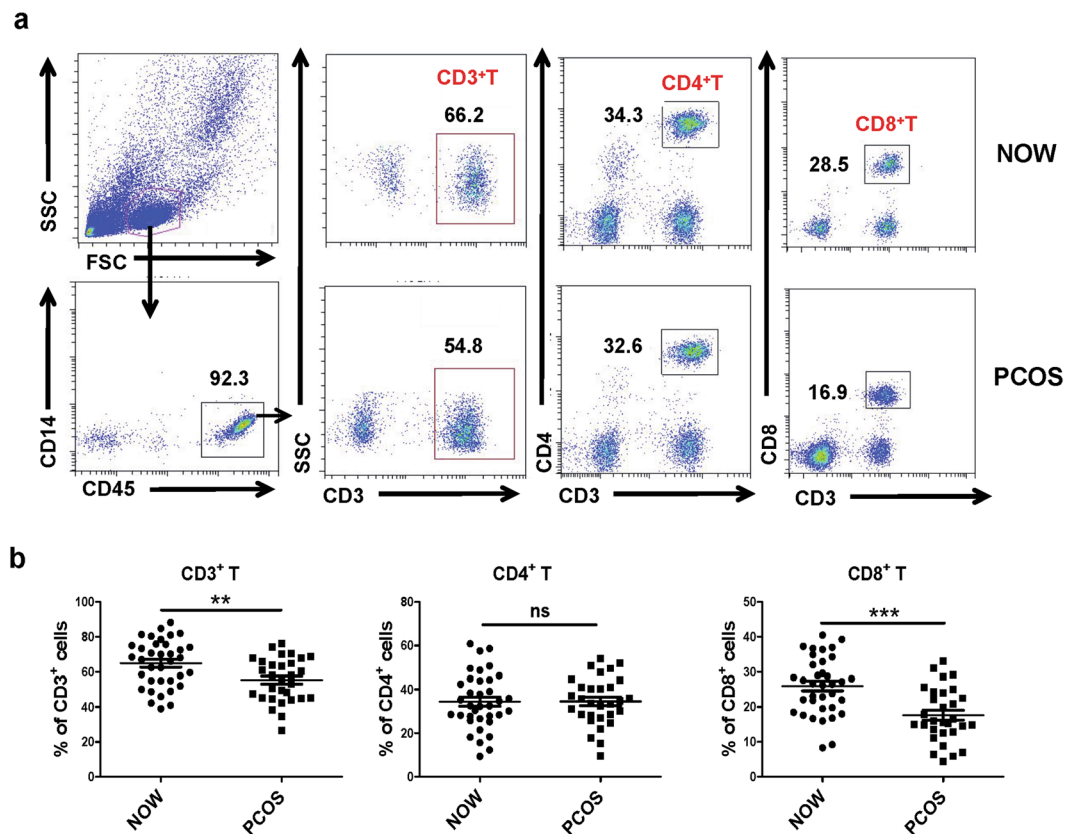 a
CD3⁺T
CD4⁺T
CD8⁺T
66.2
34.3
28.5
NOW
SSC
FSC
92.3
54.8
32.6
16.9
PCOS
CD14
CD45
SSC
CD3
CD4
CD3
CD8
CD3
b
CD3⁺ T
**
% of CD3⁺ cells
100
80
60
40
20
0
NOW
PCOS
CD4⁺ T
ns
% of CD4⁺ cells
80
60
40
20
0
NOW
PCOS
CD8⁺ T
***
% of CD8⁺ cells
50
40
30
20
10
0
NOW
PCOS